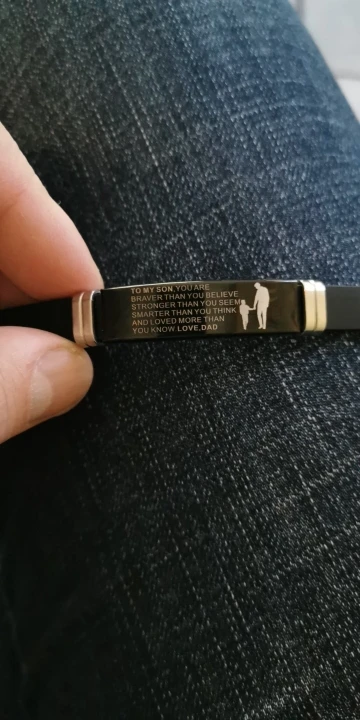 TO MY SON,YOU ARE
BRAVER THAN YOU BELIEVE
STRONGER THAN YOU SEEM
SMARTER THAN YOU THINK
AND LOVED MORE THAN
YOU KNOW LOVE,DAD